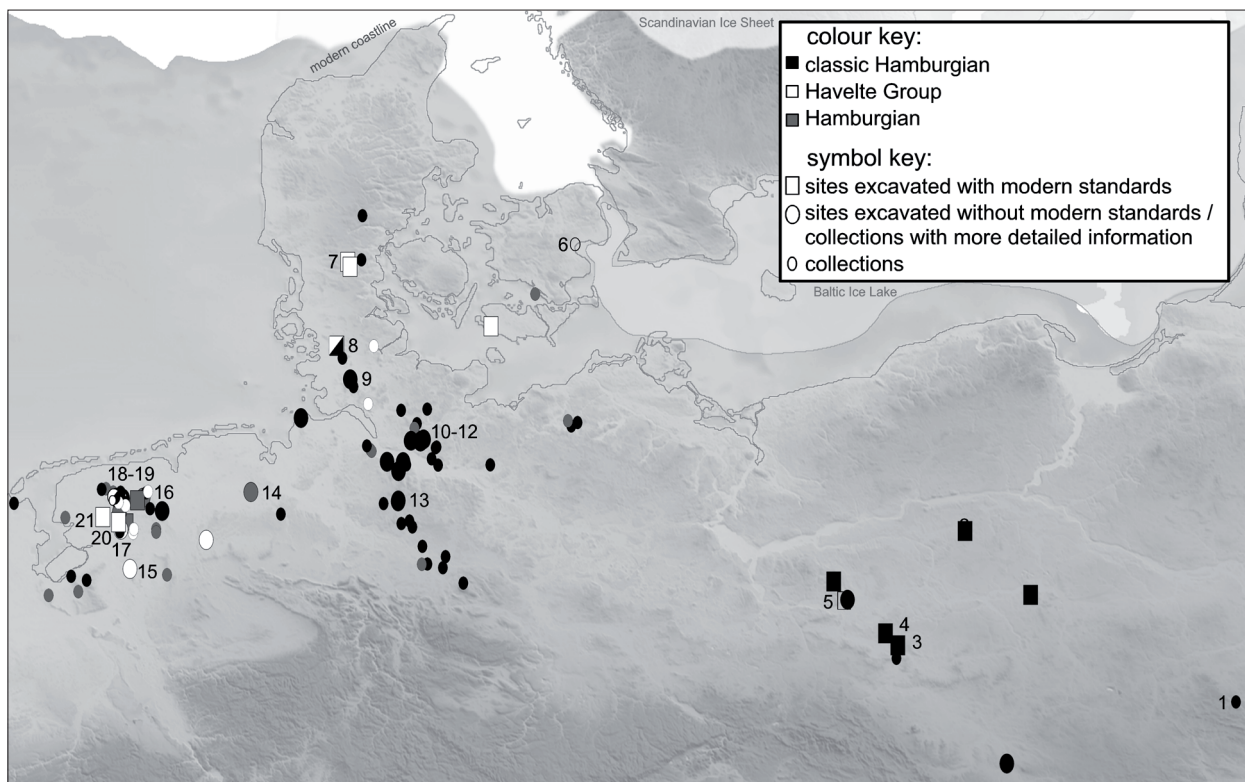 Scandinavian Ice Sheet
modern coastline
colour key:
classic Hamburgian
Havelte Group
Hamburgian
symbol key:
sites excavated with modern standards
sites excavated without modern standards /
collections with more detailed information
collections
Baltic Ice Lake
6
7
8
9
10-12
18-19
16
14
13
21
20
17
15
5
4
3
1